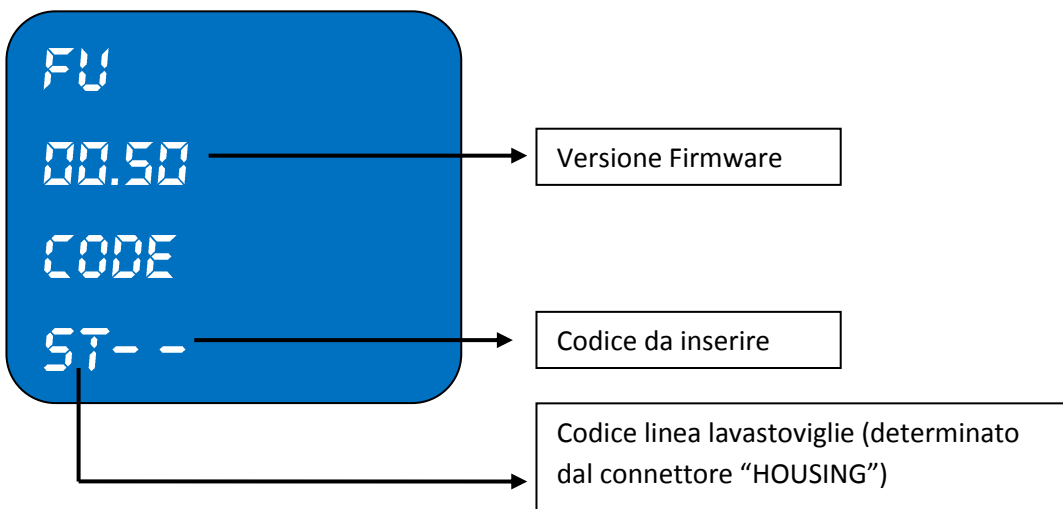 FU
00.50
Versione Firmware
CODE
ST--
Codice da inserire
Codice linea lavastoviglie (determinato
dal connettore “HOUSING”)